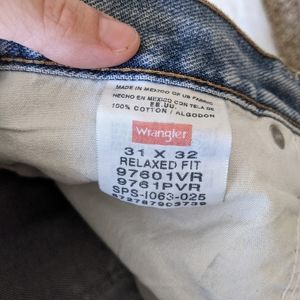 MADE IN MEXICO OF US FABRIC
HECHO EN MEXICO CON TELA DE
EE.UU.
100% COTTON / ALGODON
Wrangler
31 X 32
RELAXED FIT
97601VR
9761PVR
SPS-1063-025